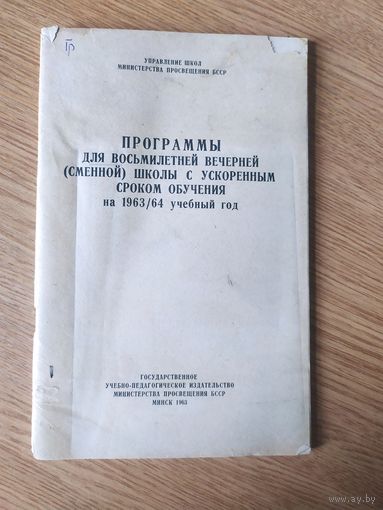 гр
УПРАВЛЕНИЕ ШКОЛ
МИНИСТЕРСТВА ПРОСВЕЩЕНИЯ БССР
ПРОГРАММЫ
ДЛЯ ВОСЬМИЛЕТНЕЙ ВЕЧЕРНЕЙ
(СМЕННОЙ) ШКОЛЫ С УСКОРЕННЫМ
СРОКОМ ОБУЧЕНИЯ
на 1963/64 учебный год
ГОСУДАРСТВЕННОЕ
УЧЕБНО-ПЕДАГОГИЧЕСКОЕ ИЗДАТЕЛЬСТВО
МИНИСТЕРСТВА ПРОСВЕЩЕНИЯ БССР
МИНСК 1963
ay.by